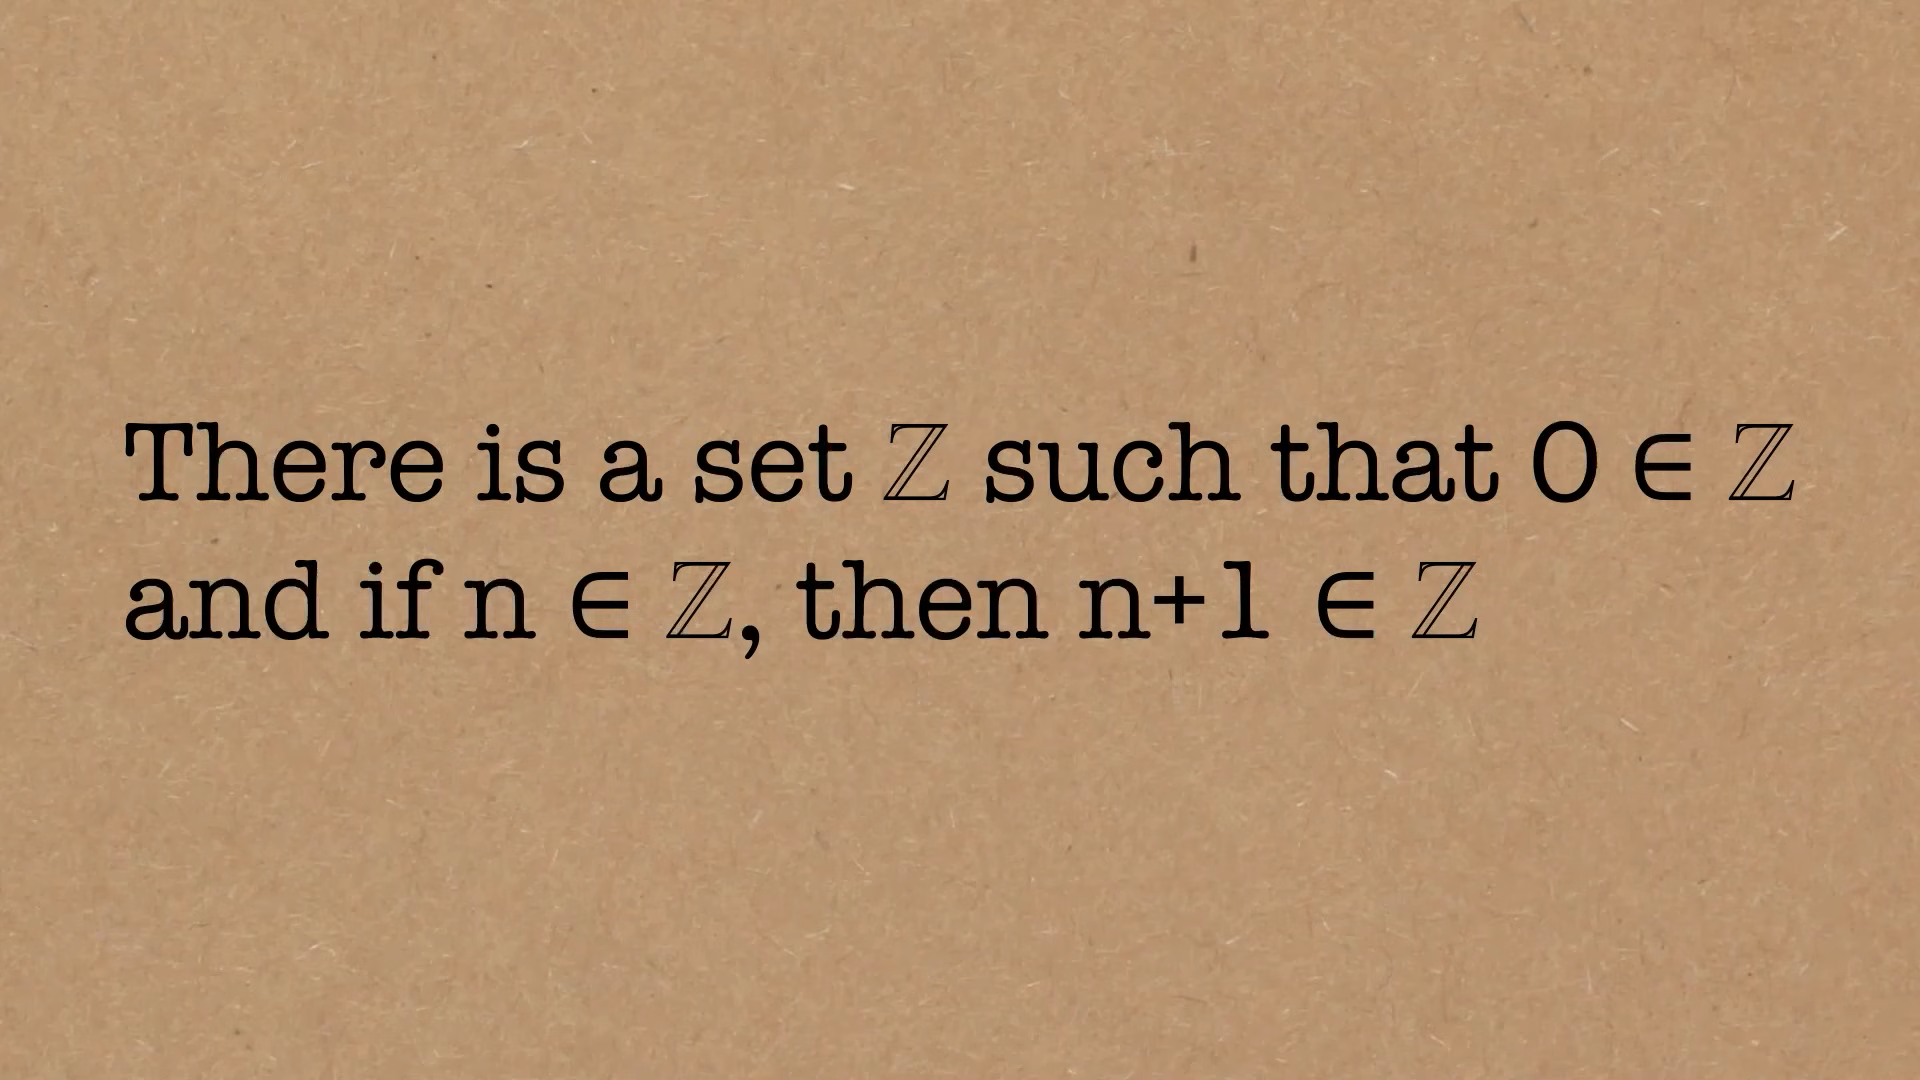 There is a set ℤ such that 0 ∈ ℤ
and if n ∈ ℤ, then n+1 ∈ ℤ